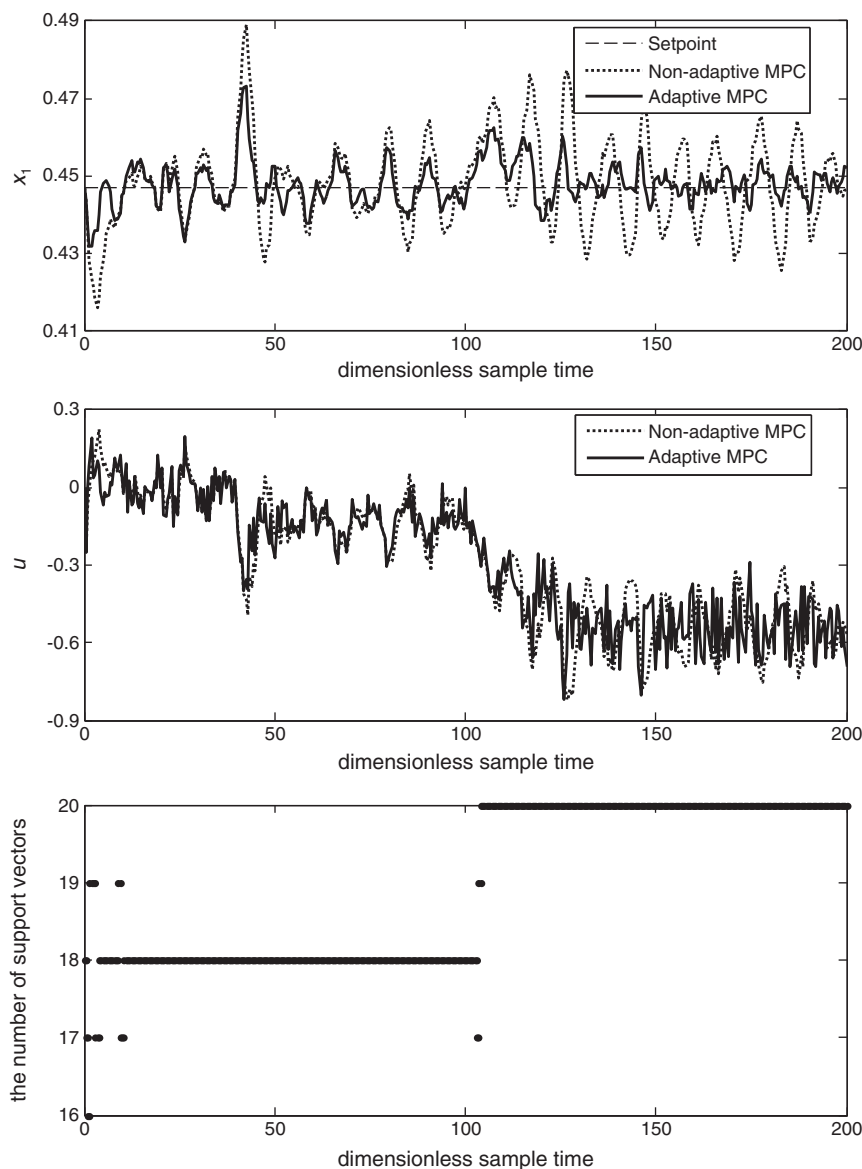 0.49
0.47
0.45
0.43
0.41
x₁
Setpoint
Non-adaptive MPC
Adaptive MPC
0
50
100
150
200
dimensionless sample time
0.3
0
-0.3
-0.6
-0.9
u
Non-adaptive MPC
Adaptive MPC
0
50
100
150
200
dimensionless sample time
20
19
18
17
16
the number of support vectors
0
50
100
150
200
dimensionless sample time